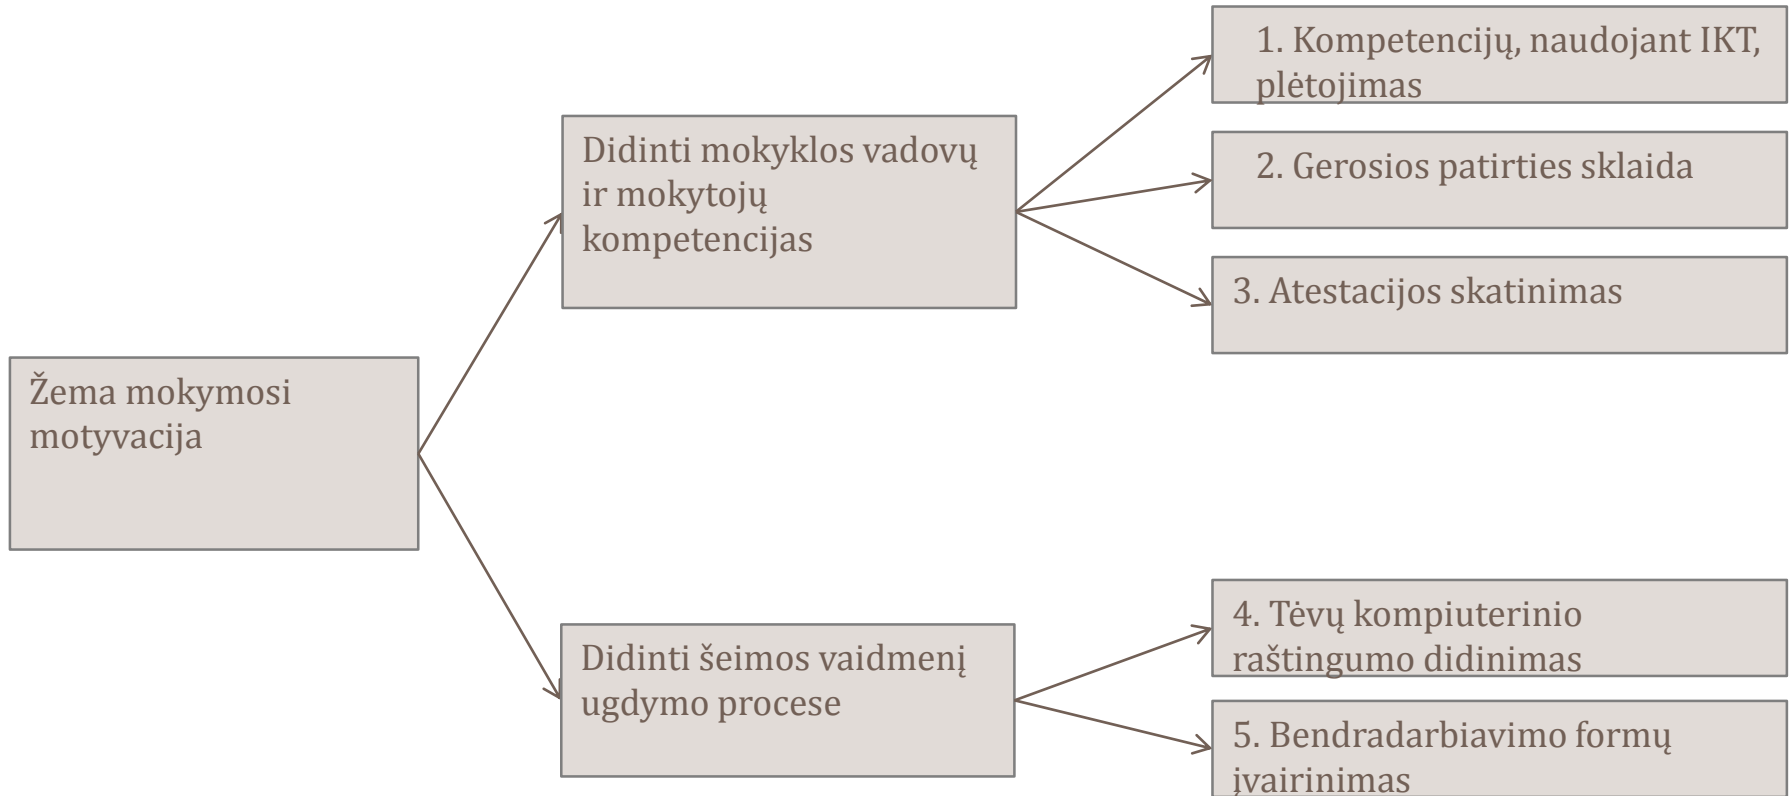 1. Kompetencijų, naudojant IKT,
plėtojimas
Didinti mokyklos vadovų
ir mokytojų
kompetencijas
2. Gerosios patirties sklaida
3. Atestacijos skatinimas
Žema mokymosi
motyvacija
Didinti šeimos vaidmenį
ugdymo procese
4. Tėvų kompiuterinio
raštingumo didinimas
5. Bendradarbiavimo formų
įvairinimas